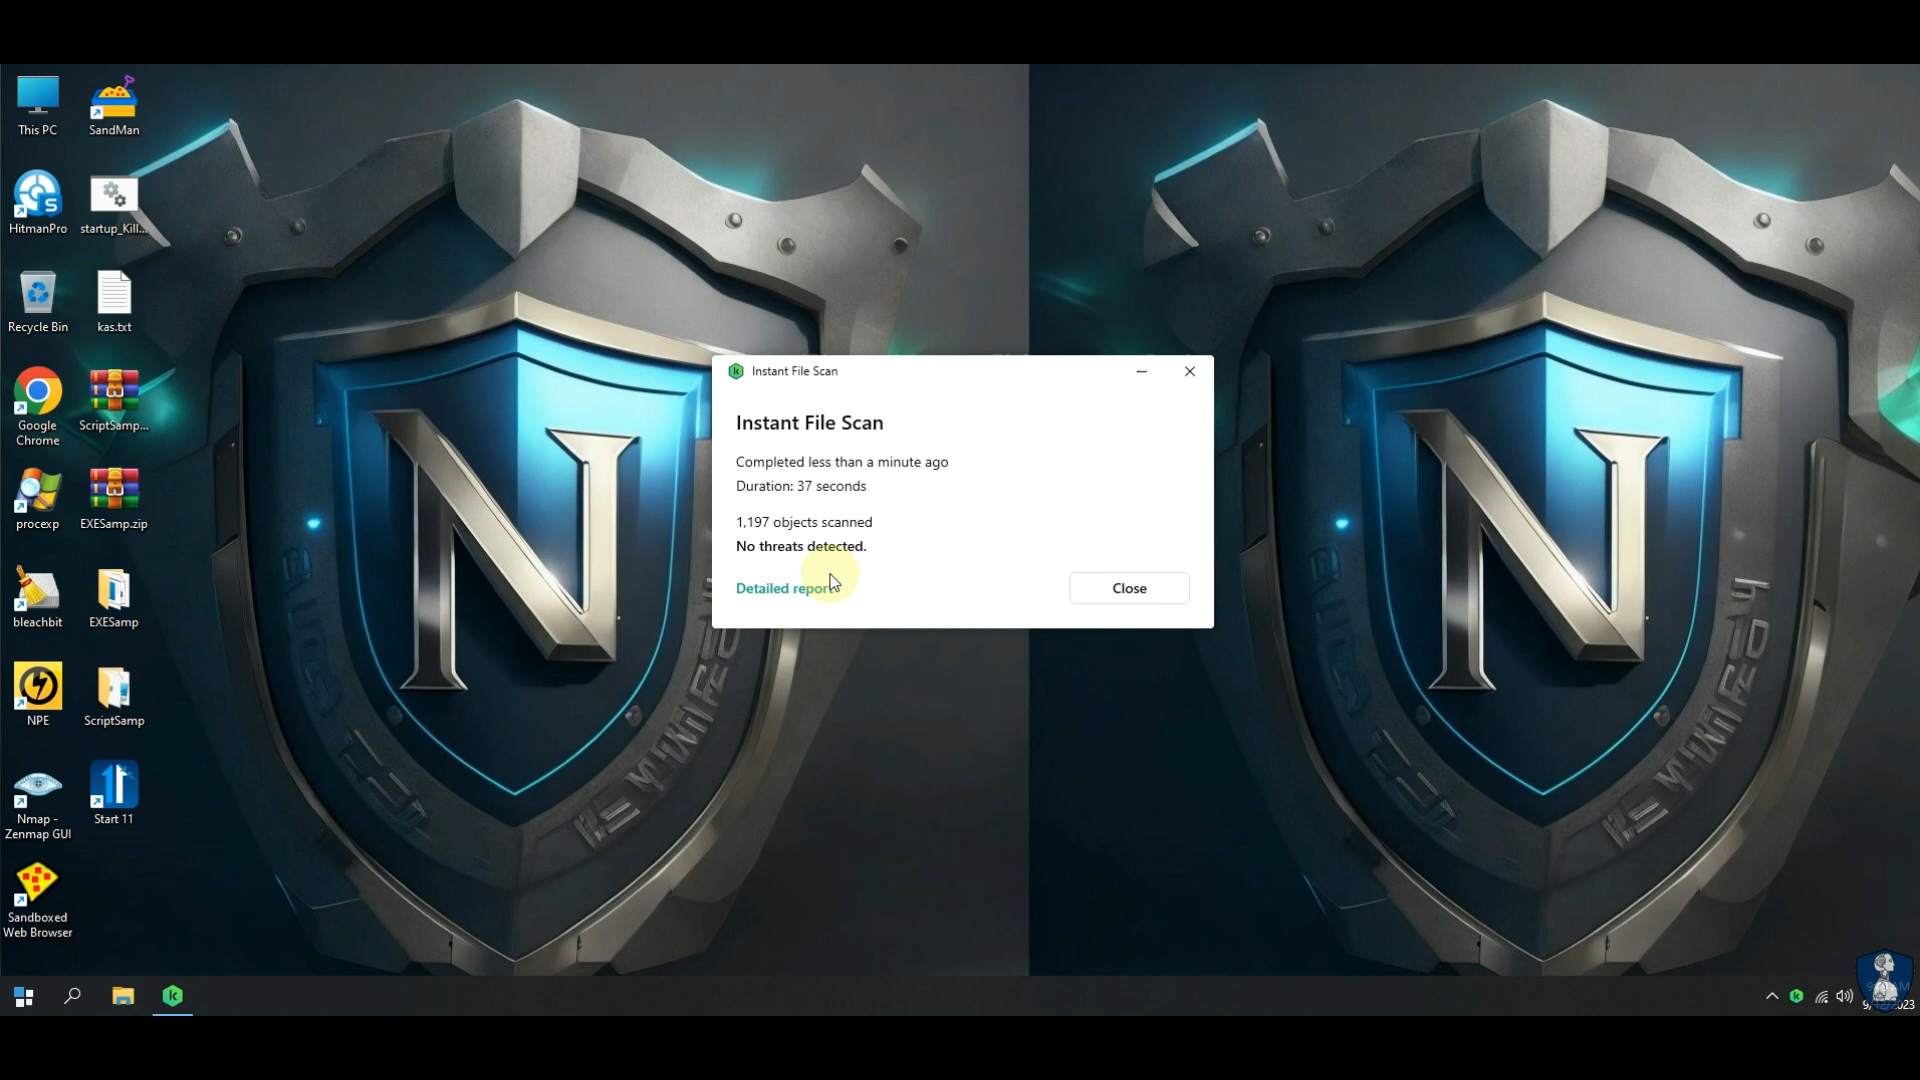 This PC
SandMan
HitmanPro
startup_Kill...
Recycle Bin
kas.txt
Google
Chrome
ScriptSamp...
procexp
EXESamp.zip
bleachbit
EXESamp
NPE
ScriptSamp
Nmap -
Zenmap GUI
Start 11
Sandboxed
Web Browser
N
N
Instant File Scan
Instant File Scan
Completed less than a minute ago
Duration: 37 seconds
1,197 objects scanned
No threats detected.
Detailed report
Close